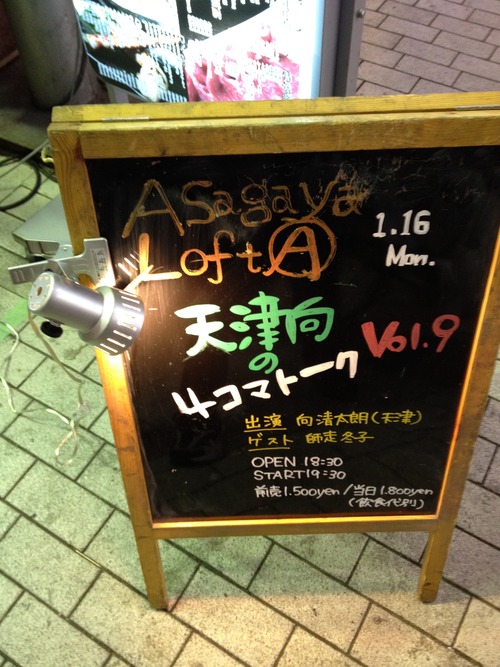 Asagaya
Loft Ⓐ
1.16
Mon.
天津向
の
4コマトーク
Vol.9
出演 向清太朗(天津)
ゲスト 師走冬子
OPEN 18:30
START 19:30
前売1.500yen/当日1.800yen
(飲食代別)